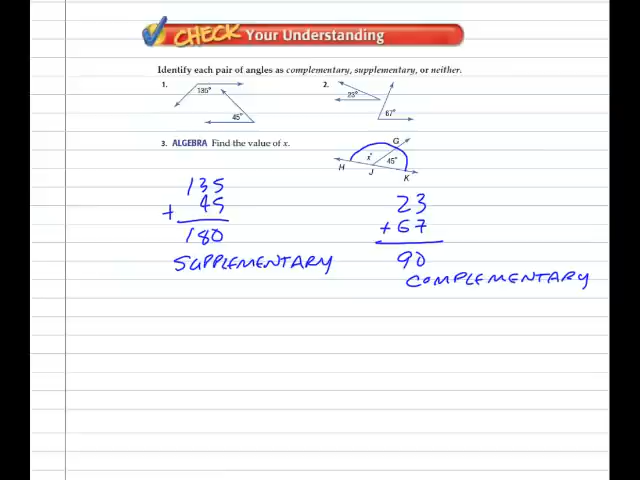 CHECK Your Understanding
Identify each pair of angles as complementary, supplementary, or neither.
1. 135° 45°
2. 23° 67°
3. ALGEBRA Find the value of x.
G
x° 45°
H J K
135
+ 45
180
SUPPLEMENTARY
23
+ 67
90
COMPLEMENTARY